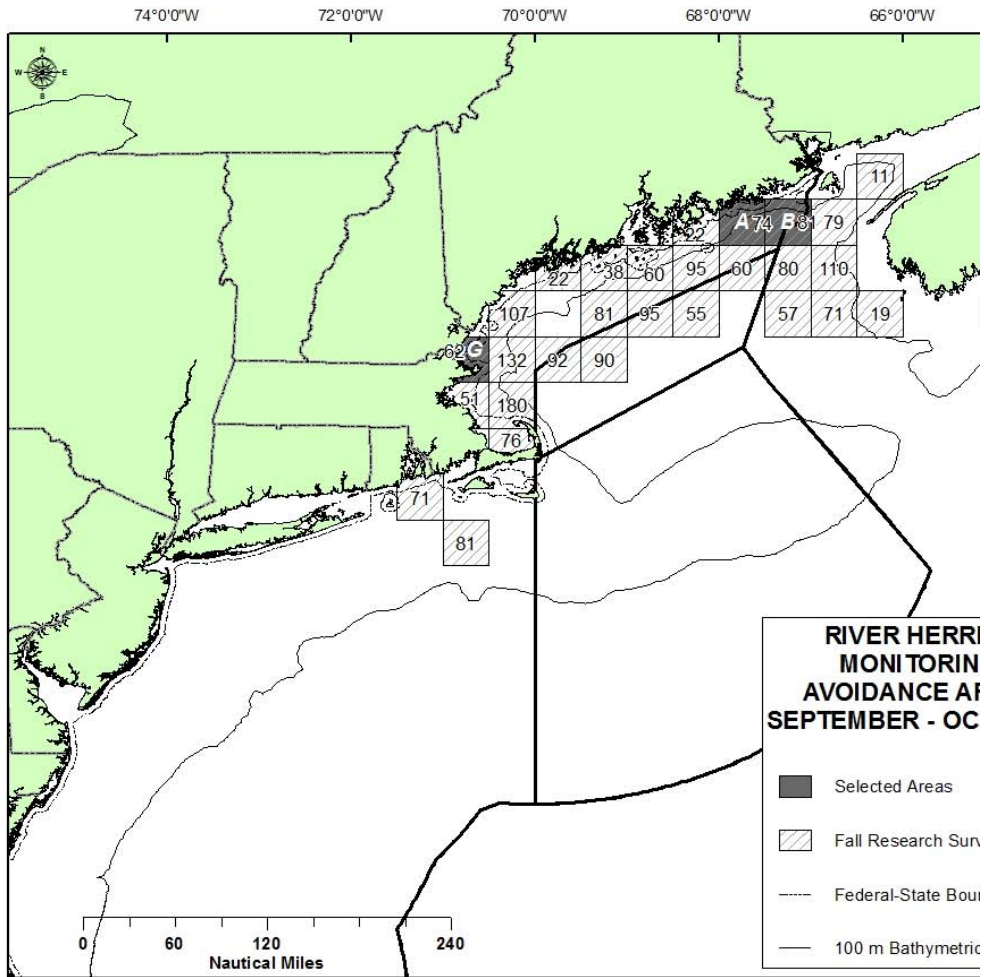 74°0'0"W 72°0'0"W 70°0'0"W 68°0'0"W 66°0'0"W
N
W E
S
11
22 A 74 B 81 79
22 38 60 95 60 80 110
107 81 95 55 57 71 19
62 G 132 92 90
51 180
76
71
81
RIVER HERRI
MONITORIN
AVOIDANCE AR
SEPTEMBER - OC
Selected Areas
Fall Research Surv
Federal-State Bour
100 m Bathymetric
0 60 120 240
Nautical Miles